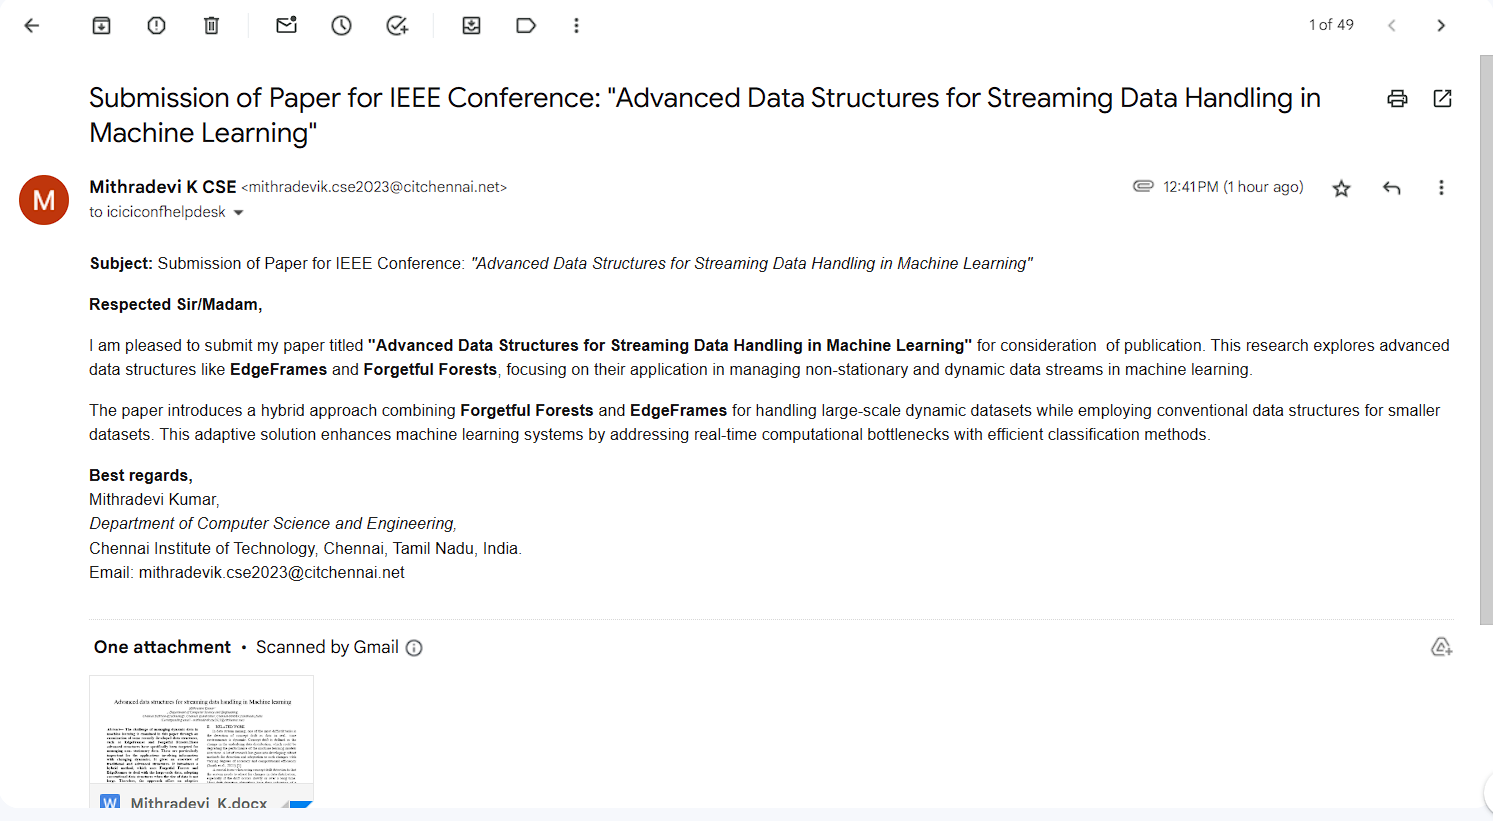 1 of 49
Submission of Paper for IEEE Conference: "Advanced Data Structures for Streaming Data Handling in
Machine Learning"
Mithradevi K CSE <mithradevik.cse2023@citchennai.net>
12:41 PM (1 hour ago)
to iciciconfhelpdesk
Subject: Submission of Paper for IEEE Conference: "Advanced Data Structures for Streaming Data Handling in Machine Learning"
Respected Sir/Madam,
I am pleased to submit my paper titled "Advanced Data Structures for Streaming Data Handling in Machine Learning" for consideration of publication. This research explores advanced
data structures like EdgeFrames and Forgetful Forests, focusing on their application in managing non-stationary and dynamic data streams in machine learning.
The paper introduces a hybrid approach combining Forgetful Forests and EdgeFrames for handling large-scale dynamic datasets while employing conventional data structures for smaller
datasets. This adaptive solution enhances machine learning systems by addressing real-time computational bottlenecks with efficient classification methods.
Best regards,
Mithradevi Kumar,
Department of Computer Science and Engineering,
Chennai Institute of Technology, Chennai, Tamil Nadu, India.
Email: mithradevik.cse2023@citchennai.net
One attachment • Scanned by Gmail
Advanced data structures for streaming data handling in Machine learning
Mithradevi K.docx